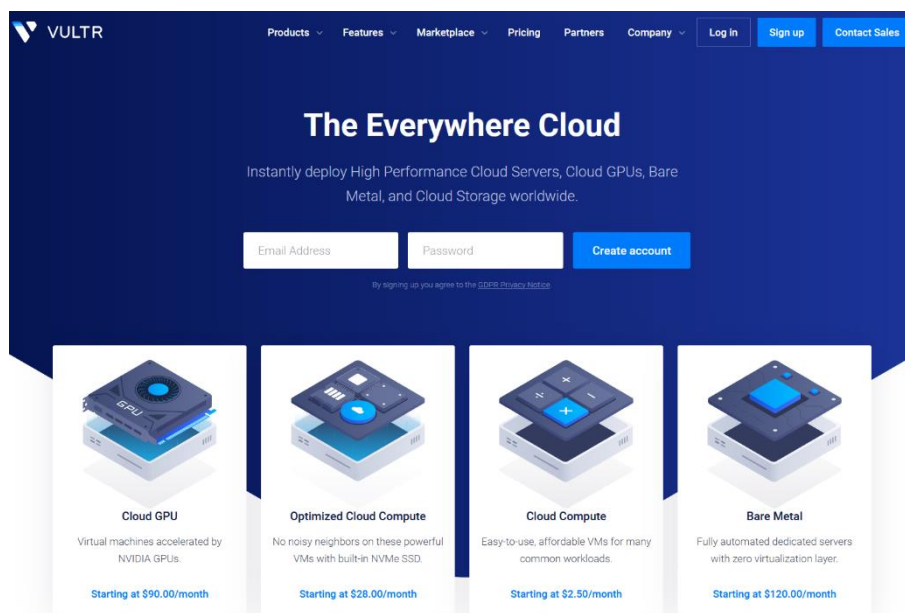 VULTR
Products Features Marketplace Pricing Partners Company Log in Sign up Contact Sales
The Everywhere Cloud
Instantly deploy High Performance Cloud Servers, Cloud GPUs, Bare
Metal, and Cloud Storage worldwide.
Email Address Password Create account
By signing up you agree to the GDPR Privacy Notice.
GPU
Cloud GPU
Virtual machines accelerated by
NVIDIA GPUs.
Starting at $90.00/month
Optimized Cloud Compute
No noisy neighbors on these powerful
VMs with built-in NVMe SSD.
Starting at $28.00/month
Cloud Compute
Easy-to-use, affordable VMs for many
common workloads.
Starting at $2.50/month
Bare Metal
Fully automated dedicated servers
with zero virtualization layer.
Starting at $120.00/month